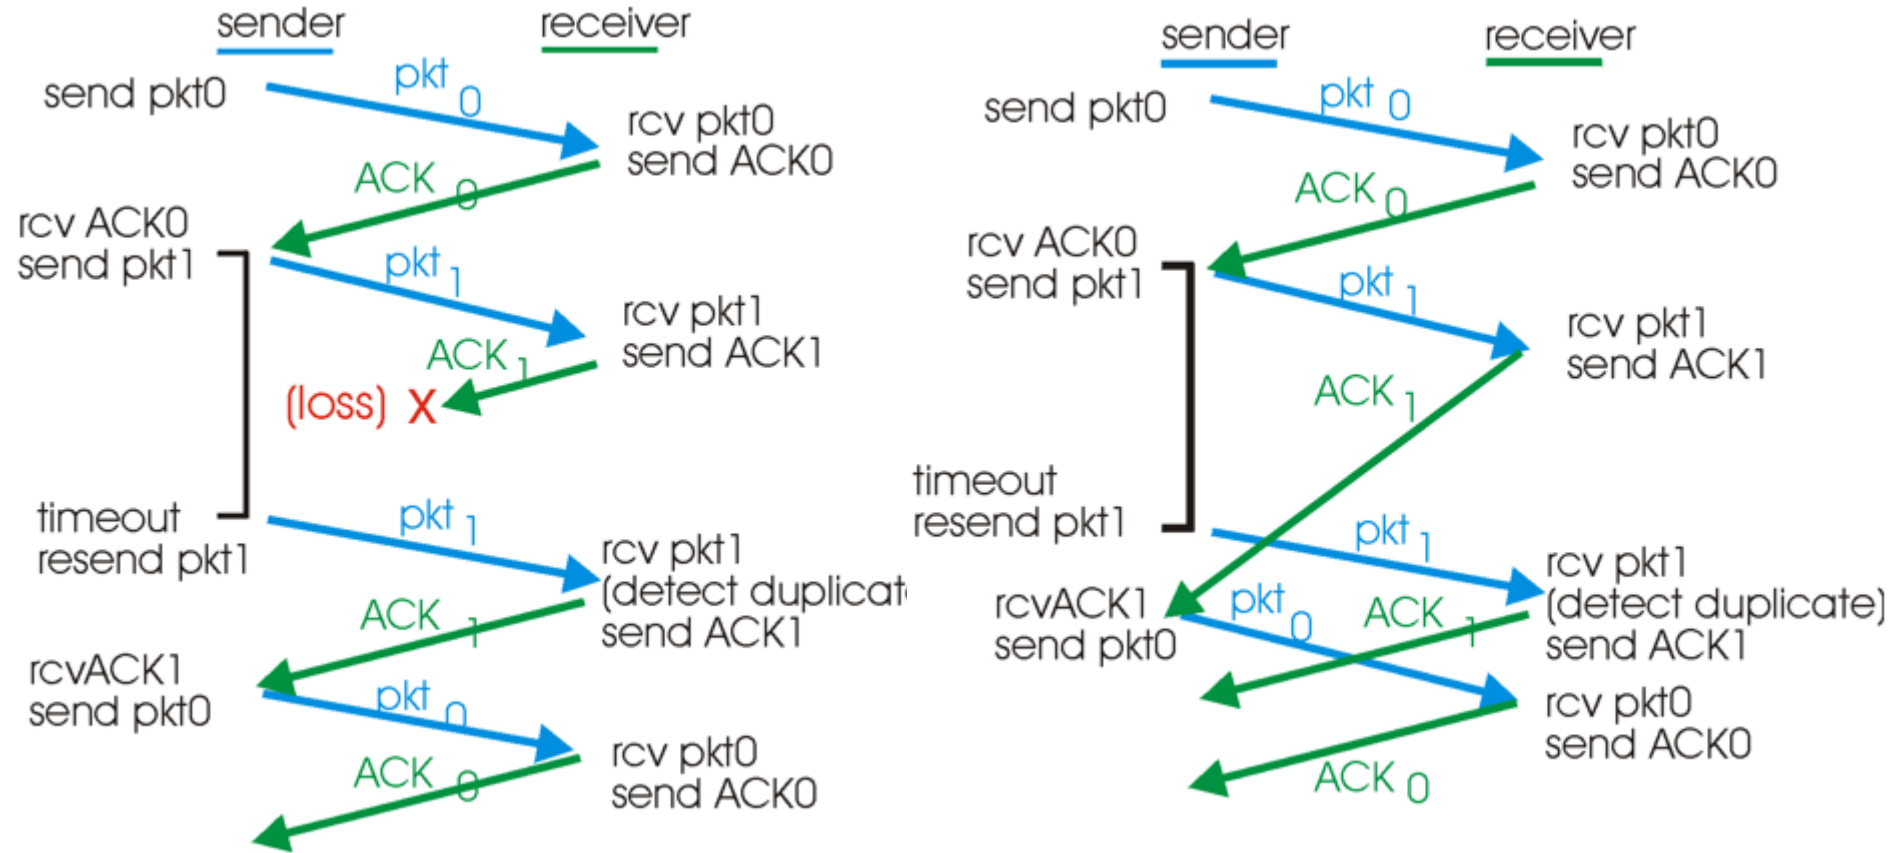 sender receiver
send pkt0
pkt 0
rcv pkt0
send ACK0
ACK 0
rcv ACK0
send pkt1
pkt 1
rcv pkt1
send ACK1
ACK 1
(loss) X
timeout
resend pkt1
pkt 1
rcv pkt1
(detect duplicat
send ACK1
ACK 1
rcvACK1
send pkt0
pkt 0
rcv pkt0
send ACK0
ACK 0
sender receiver
send pkt0
pkt 0
rcv pkt0
send ACK0
ACK 0
rcv ACK0
send pkt1
pkt 1
rcv pkt1
send ACK1
ACK 1
timeout
resend pkt1
pkt 1
rcv pkt1
(detect duplicate)
send ACK1
rcvACK1
send pkt0
pkt 0
ACK 1
rcv pkt0
send ACK0
ACK 0